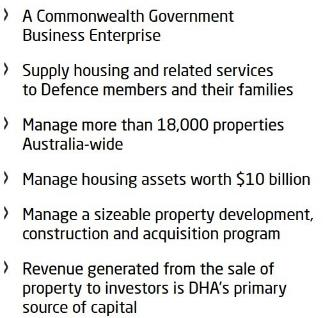 › A Commonwealth Government
Business Enterprise
› Supply housing and related services
to Defence members and their families
› Manage more than 18,000 properties
Australia-wide
› Manage housing assets worth $10 billion
› Manage a sizeable property development,
construction and acquisition program
› Revenue generated from the sale of
property to investors is DHA's primary
source of capital